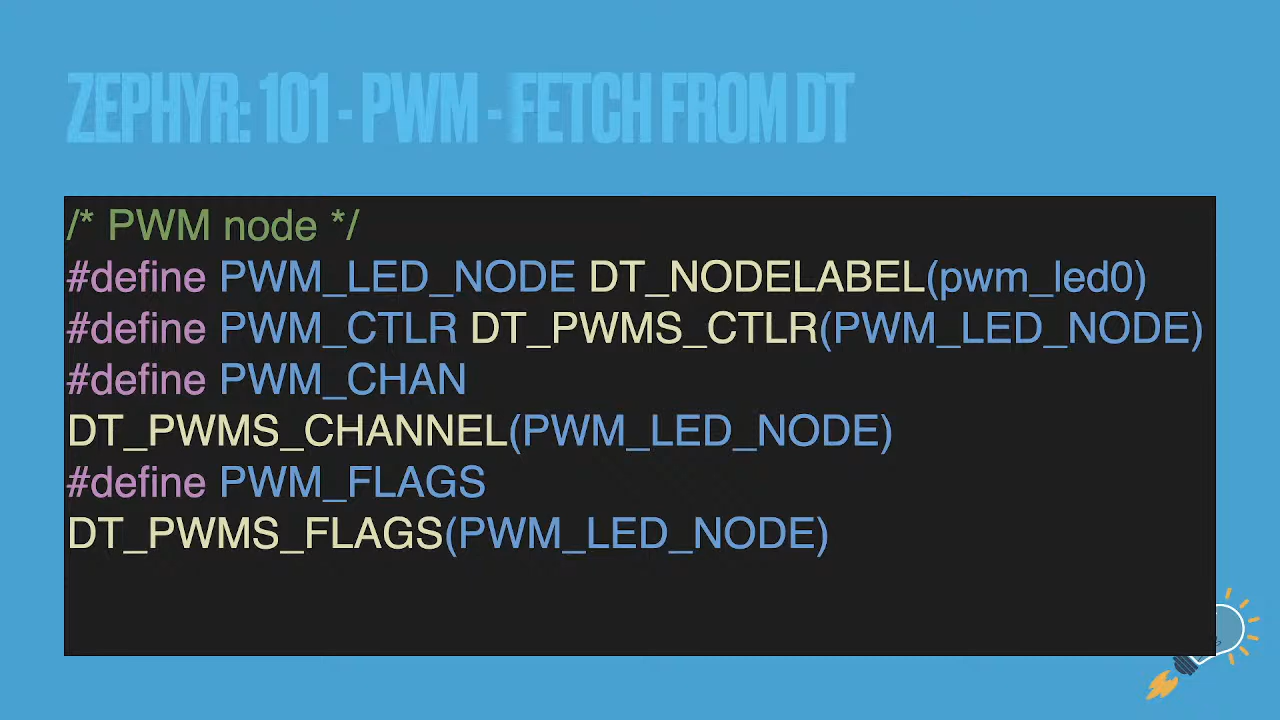 ZEPHYR: 101 - PWM - FETCH FROM DT
/* PWM node */
#define PWM_LED_NODE DT_NODELABEL(pwm_led0)
#define PWM_CTLR DT_PWMS_CTLR(PWM_LED_NODE)
#define PWM_CHAN
DT_PWMS_CHANNEL(PWM_LED_NODE)
#define PWM_FLAGS
DT_PWMS_FLAGS(PWM_LED_NODE)